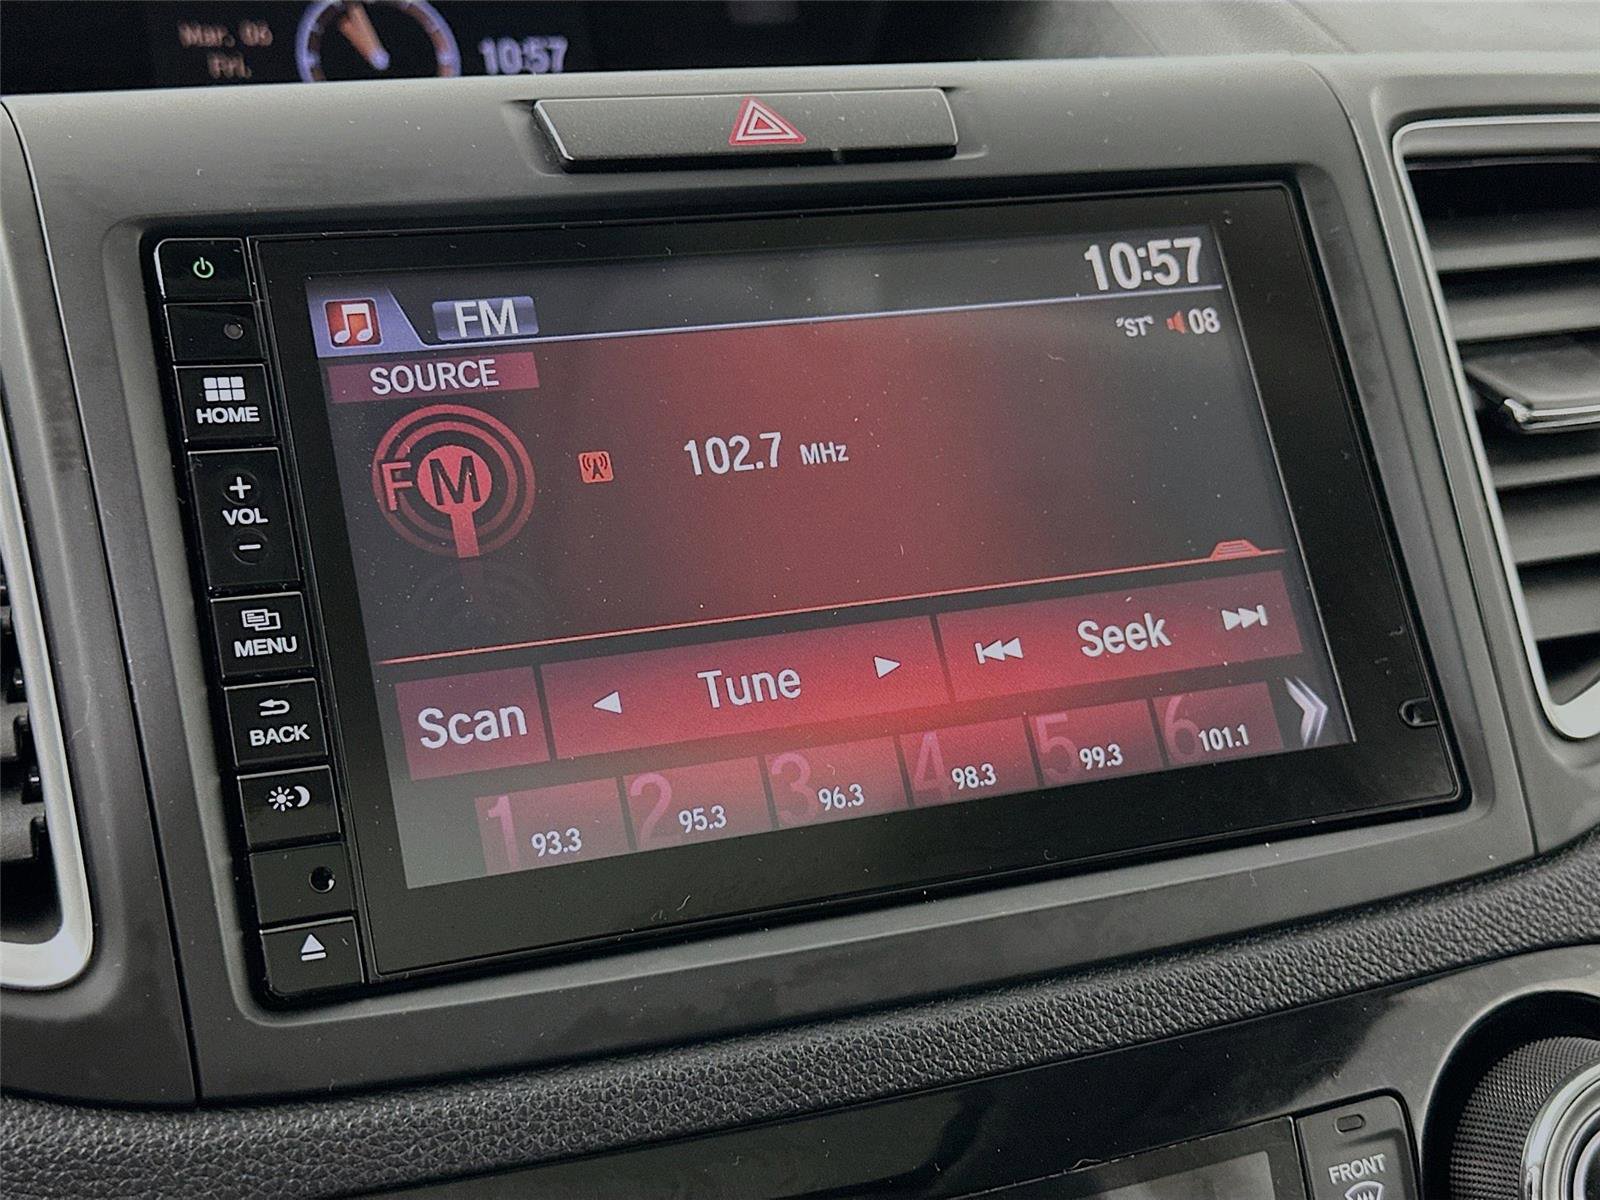 Mar. 06
Fri.
10:57
10:57
FM
"ST" 08
SOURCE
FM
102.7 MHz
HOME
+
VOL
−
MENU
BACK
Scan
Tune
Seek
1 93.3
2 95.3
3 96.3
4 98.3
5 99.3
6 101.1
FRONT